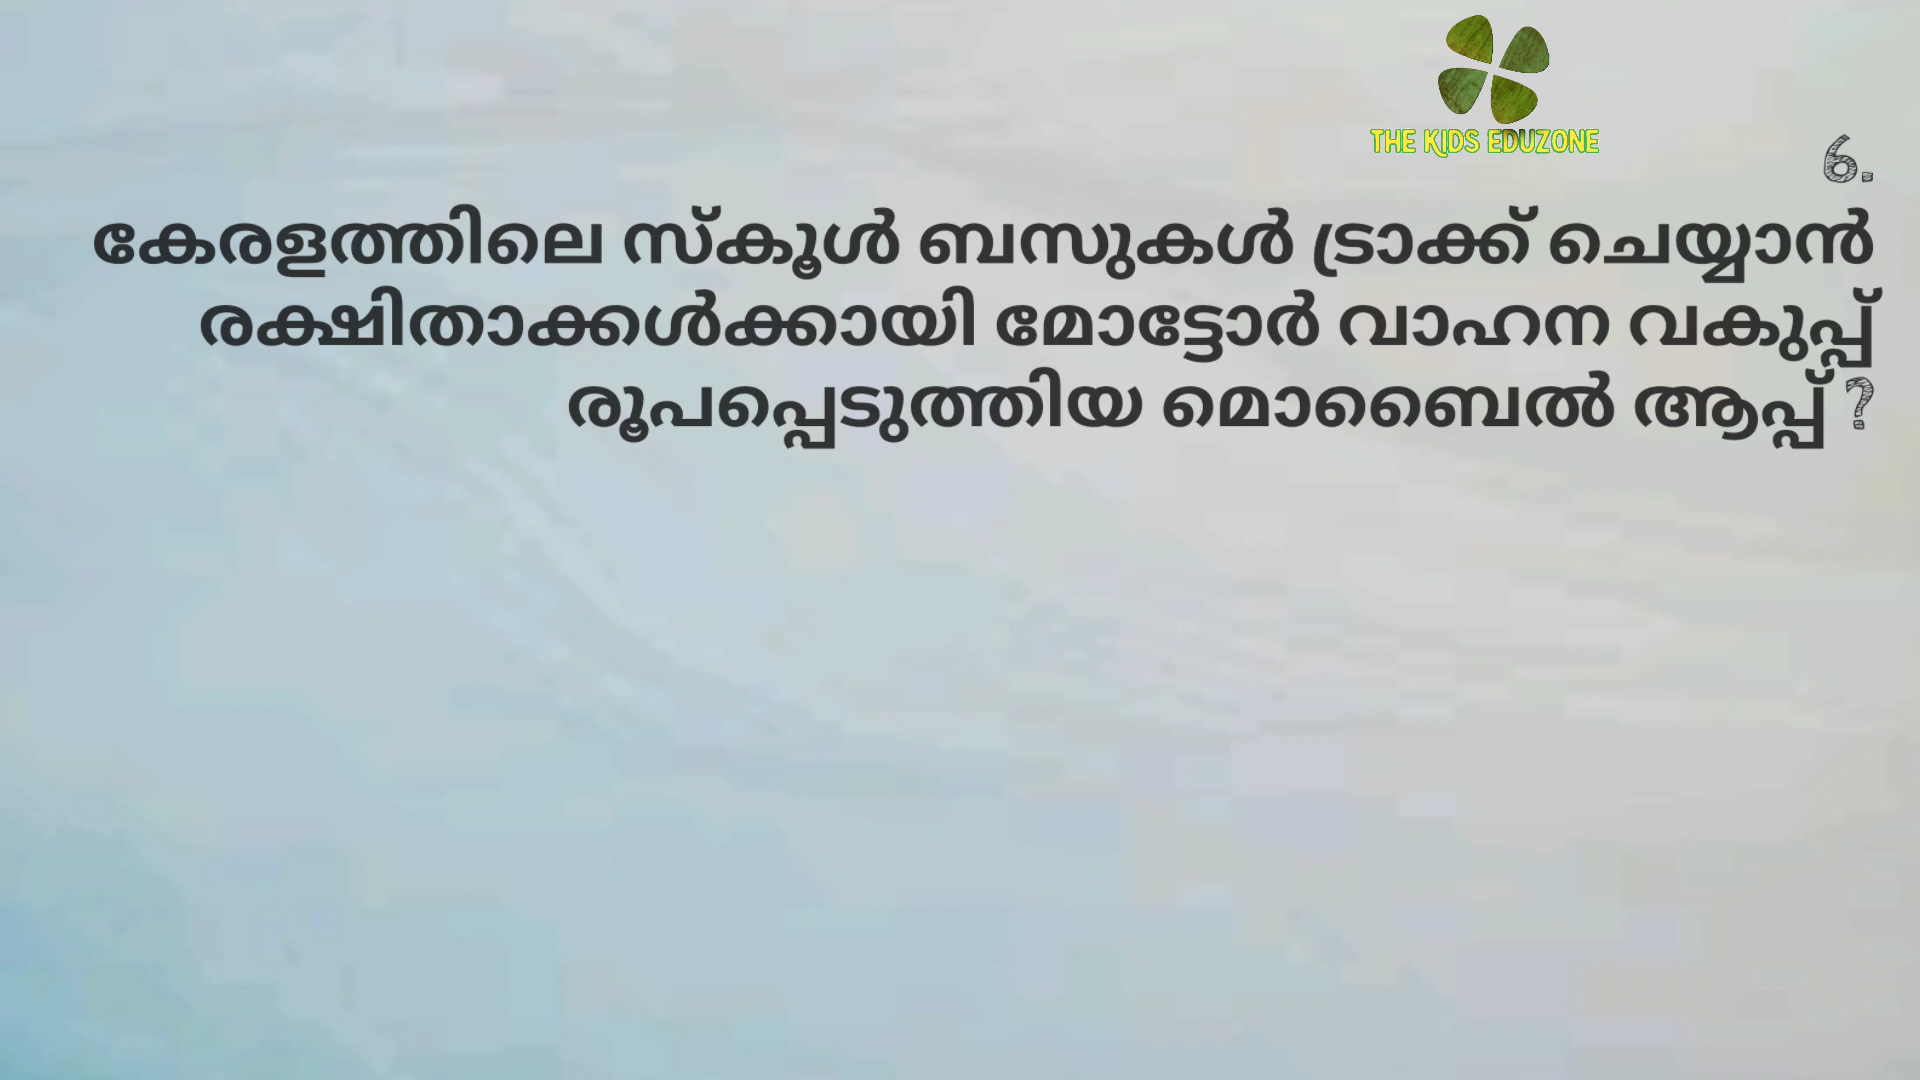 THE KIDS EDUZONE
6.
കേരളത്തിലെ സ്കൂൾ ബസുകൾ ട്രാക്ക് ചെയ്യാൻ
രക്ഷിതാക്കൾക്കായി മോട്ടോർ വാഹന വകുപ്പ്
രൂപപ്പെടുത്തിയ മൊബൈൽ ആപ്പ് ?